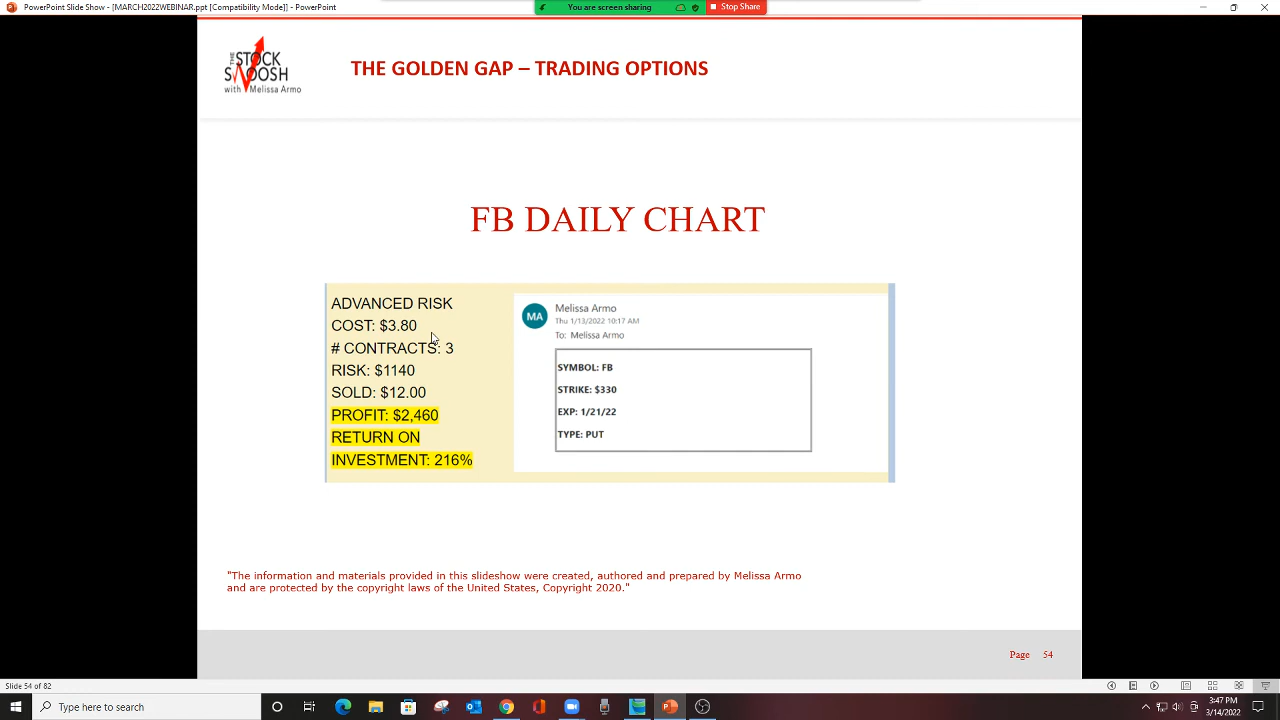 PowerPoint Slide Show - [MARCH2022WEBINAR.ppt [Compatibility Mode]] - PowerPoint
You are screen sharing
Stop Share
THE
STOCK
SWOOSH
with Melissa Armo
THE GOLDEN GAP – TRADING OPTIONS
FB DAILY CHART
ADVANCED RISK
COST: $3.80
# CONTRACTS: 3
RISK: $1140
SOLD: $12.00
PROFIT: $2,460
RETURN ON
INVESTMENT: 216%
MA
Melissa Armo
Thu 1/13/2022 10:17 AM
To: Melissa Armo
SYMBOL: FB
STRIKE: $330
EXP: 1/21/22
TYPE: PUT
"The information and materials provided in this slideshow were created, authored and prepared by Melissa Armo
and are protected by the copyright laws of the United States, Copyright 2020."
Page 54
Slide 54 of 82
Type here to search
3:47 PM
3/14/2022